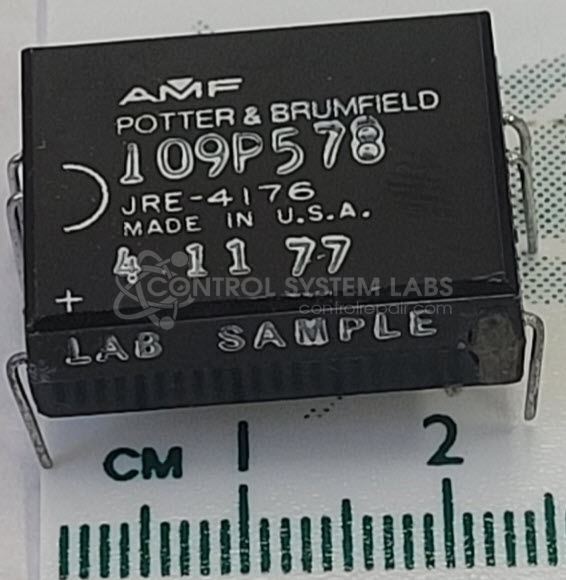 AMF
POTTER & BRUMFIELD
109P578
JRE-4176
MADE IN U.S.A.
4 11 77
CONTROL SYSTEM LABS
controlrepair.com
+
LAB SAMPLE
CM 1 2